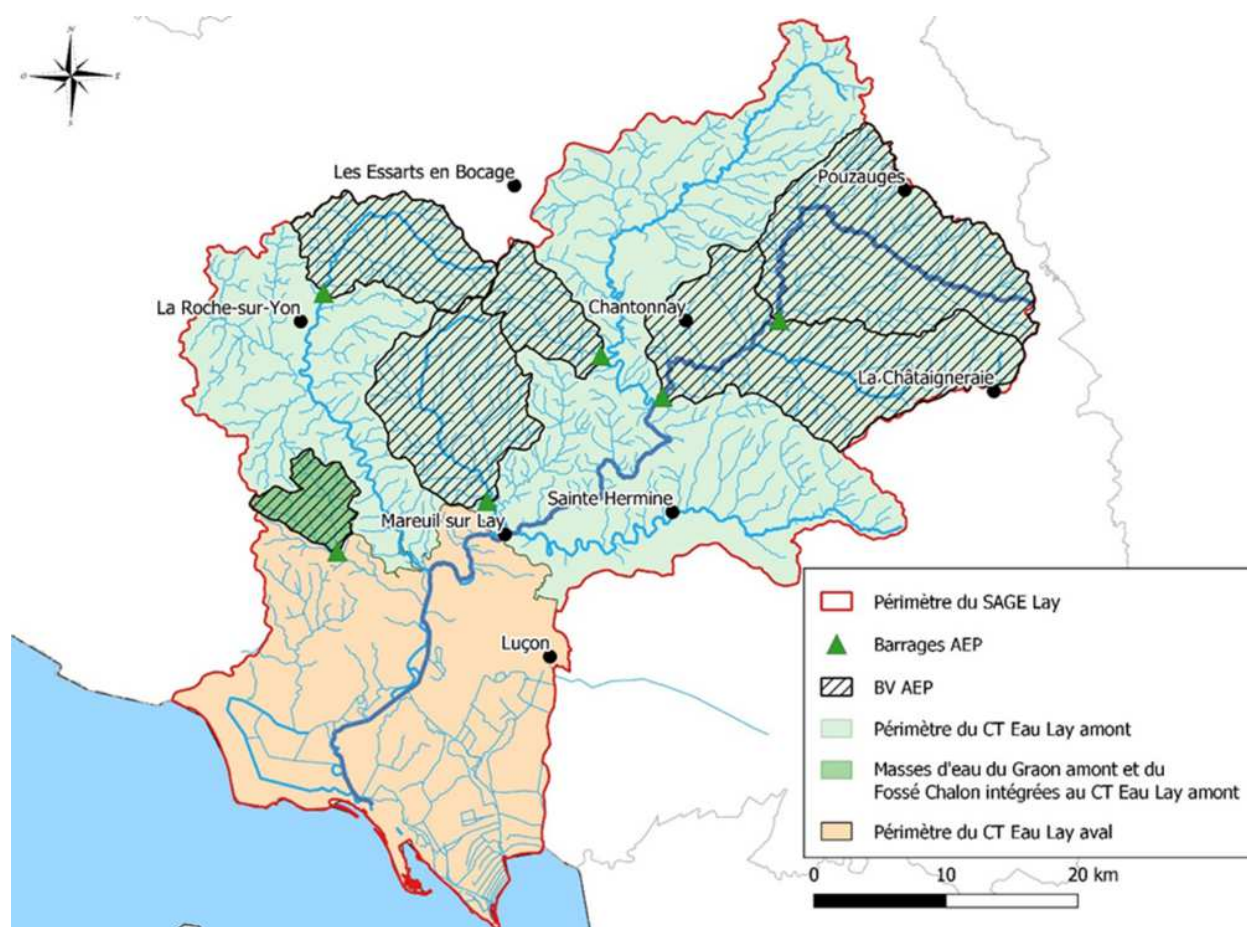 N
O
E
S
Les Essarts en Bocage
Pouzauges
La Roche-sur-Yon
Chantonnay
La Châtaigneraie
Sainte Hermine
Mareuil sur Lay
Luçon
Périmètre du SAGE Lay
Barrages AEP
BV AEP
Périmètre du CT Eau Lay amont
Masses d'eau du Graon amont et du
Fossé Chalon intégrées au CT Eau Lay amont
Périmètre du CT Eau Lay aval
0 10 20 km